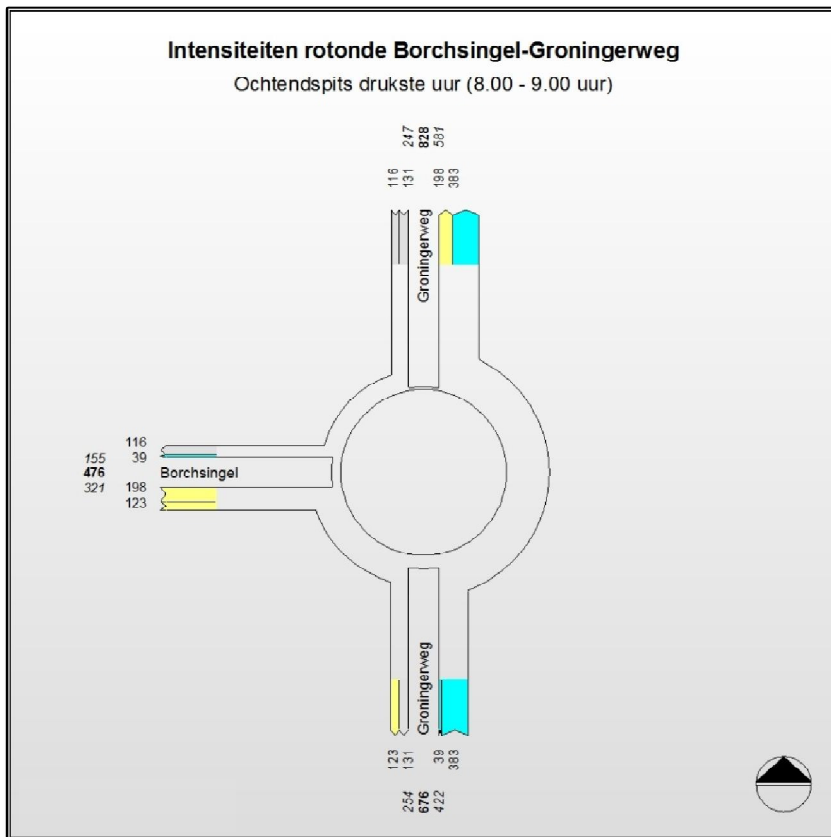 Intensiteiten rotonde Borchsingel-Groningerweg
Ochtendspits drukste uur (8.00 - 9.00 uur)
247 828 581
116 131 198 383
Groningerweg
116
155 39
476 Borchsingel
321 198
123
Groningerweg
123 131 39 383
254 676 422